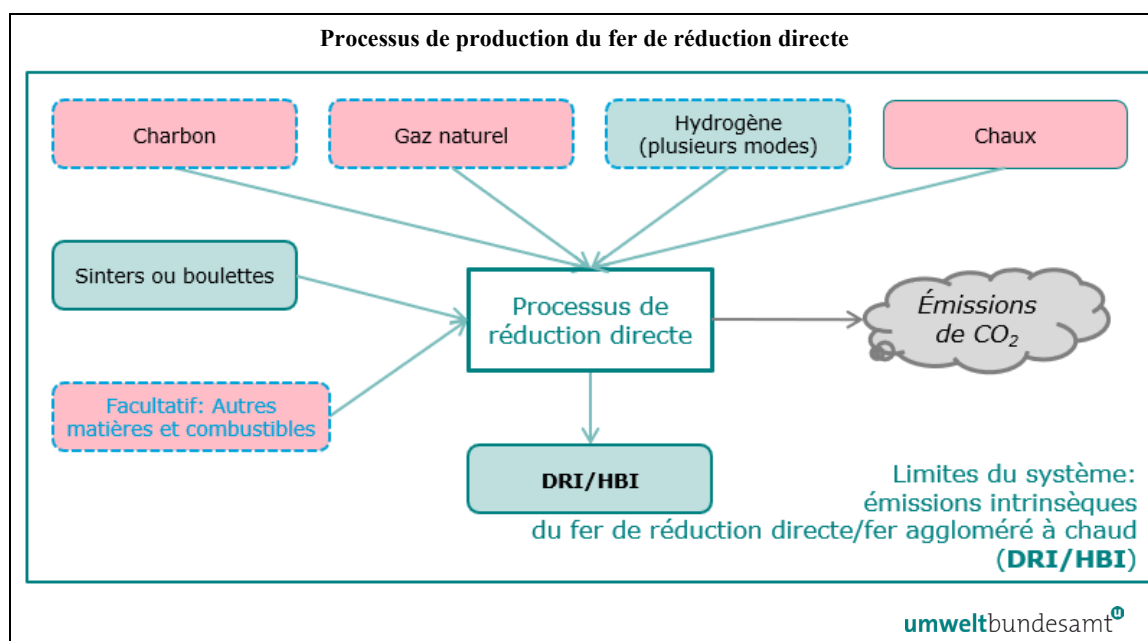 Processus de production du fer de réduction directe
Charbon
Gaz naturel
Hydrogène
(plusieurs modes)
Chaux
Sinters ou boulettes
Processus de
réduction directe
Émissions
de CO₂
Facultatif: Autres
matières et combustibles
DRI/HBI
Limites du système:
émissions intrinsèques
du fer de réduction directe/fer aggloméré à chaud
(DRI/HBI)
umweltbundesamt ᵘ